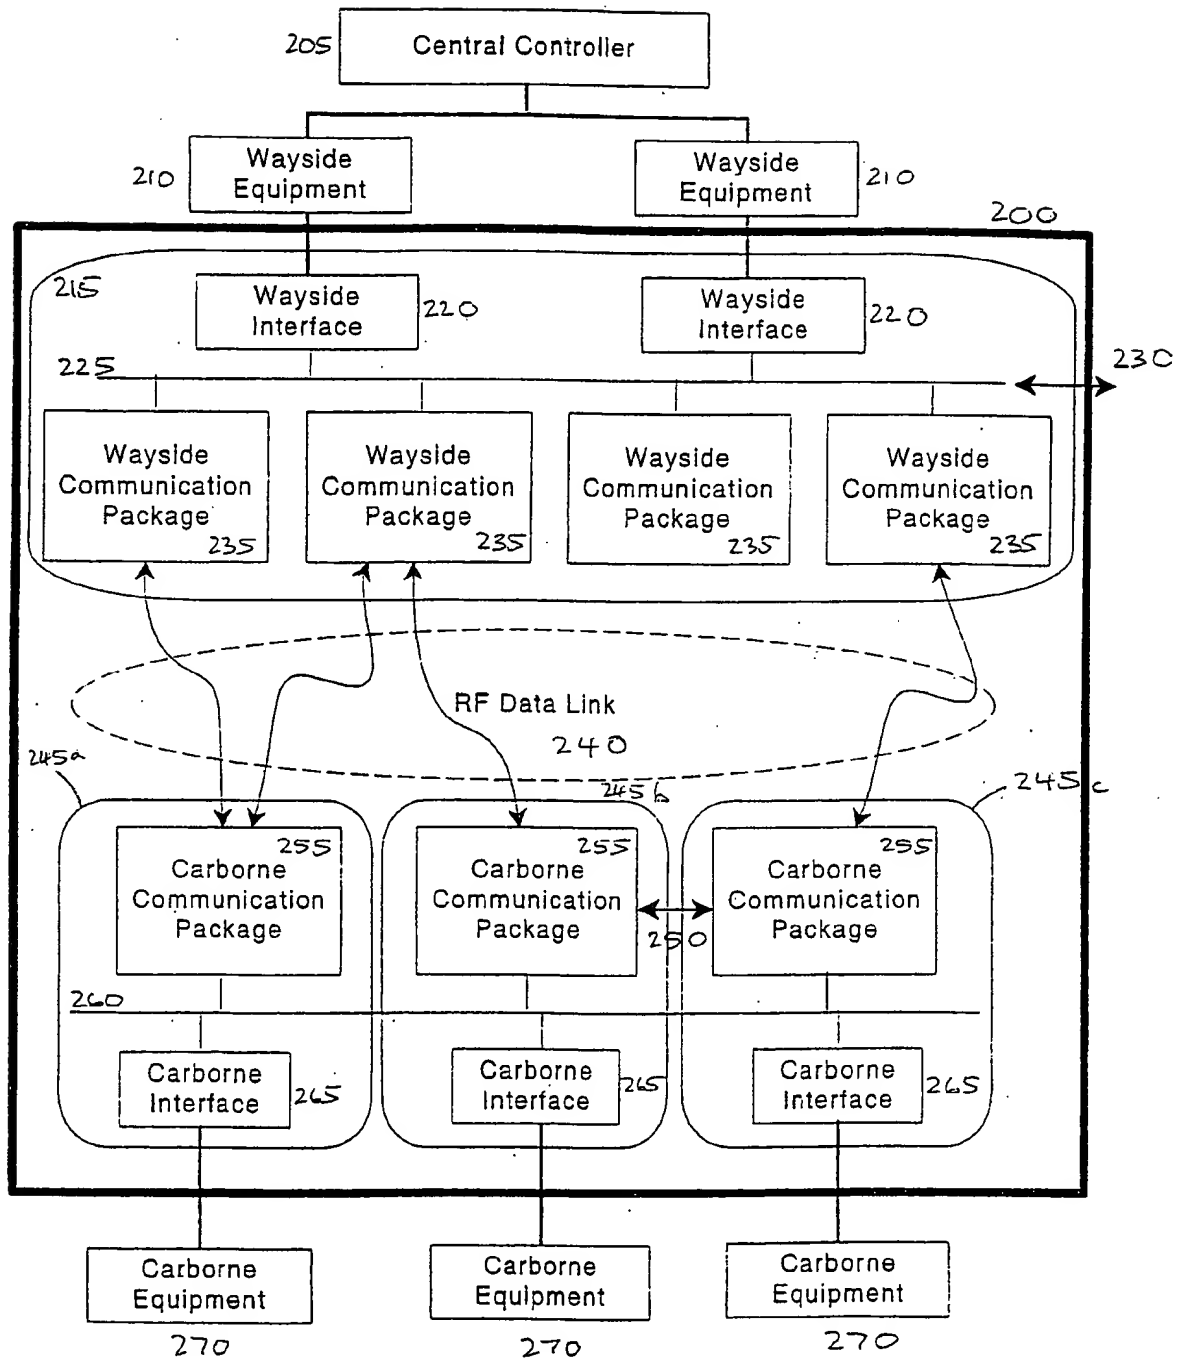 205
Central Controller
210
Wayside
Equipment
Wayside
Equipment
210
200
215
Wayside
Interface
220
Wayside
Interface
220
225
230
Wayside
Communication
Package
235
Wayside
Communication
Package
235
Wayside
Communication
Package
235
Wayside
Communication
Package
235
RF Data Link
240
245a
245b
245c
255
Carborne
Communication
Package
255
Carborne
Communication
Package
250
255
Carborne
Communication
Package
260
Carborne
Interface
265
Carborne
Interface
265
Carborne
Interface
265
Carborne
Equipment
270
Carborne
Equipment
270
Carborne
Equipment
270